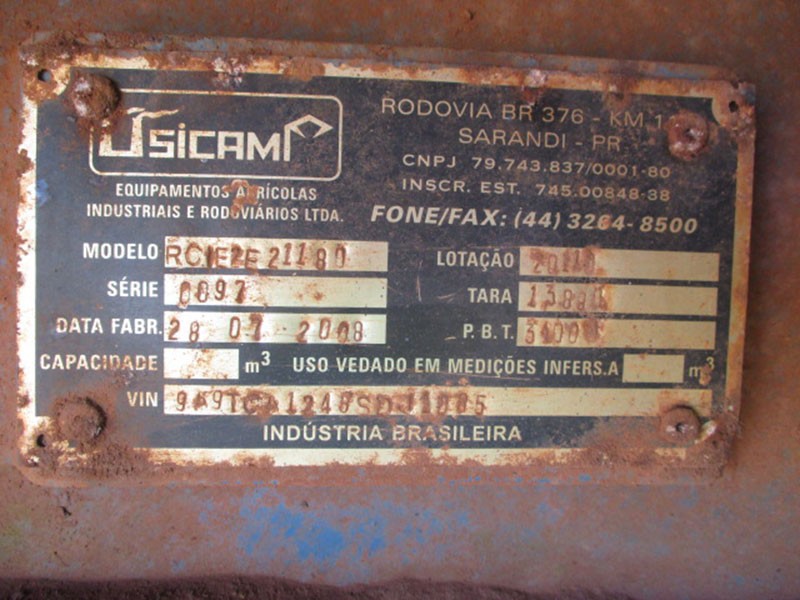 USICAMP
EQUIPAMENTOS AGRÍCOLAS
INDUSTRIAIS E RODOVIÁRIOS LTDA.
RODOVIA BR 376 - KM
SARANDI - PR
CNPJ 79.743.837/0001-80
INSCR. EST. 745.00848-38
FONE/FAX: (44) 3264-8500
MODELO RCIE2E21180
LOTAÇÃO
SÉRIE 0097
TARA
DATA FABR. 28 07 2008
P.B.T.
CAPACIDADE m³ USO VEDADO EM MEDIÇÕES INFERS.A m³
VIN
INDÚSTRIA BRASILEIRA